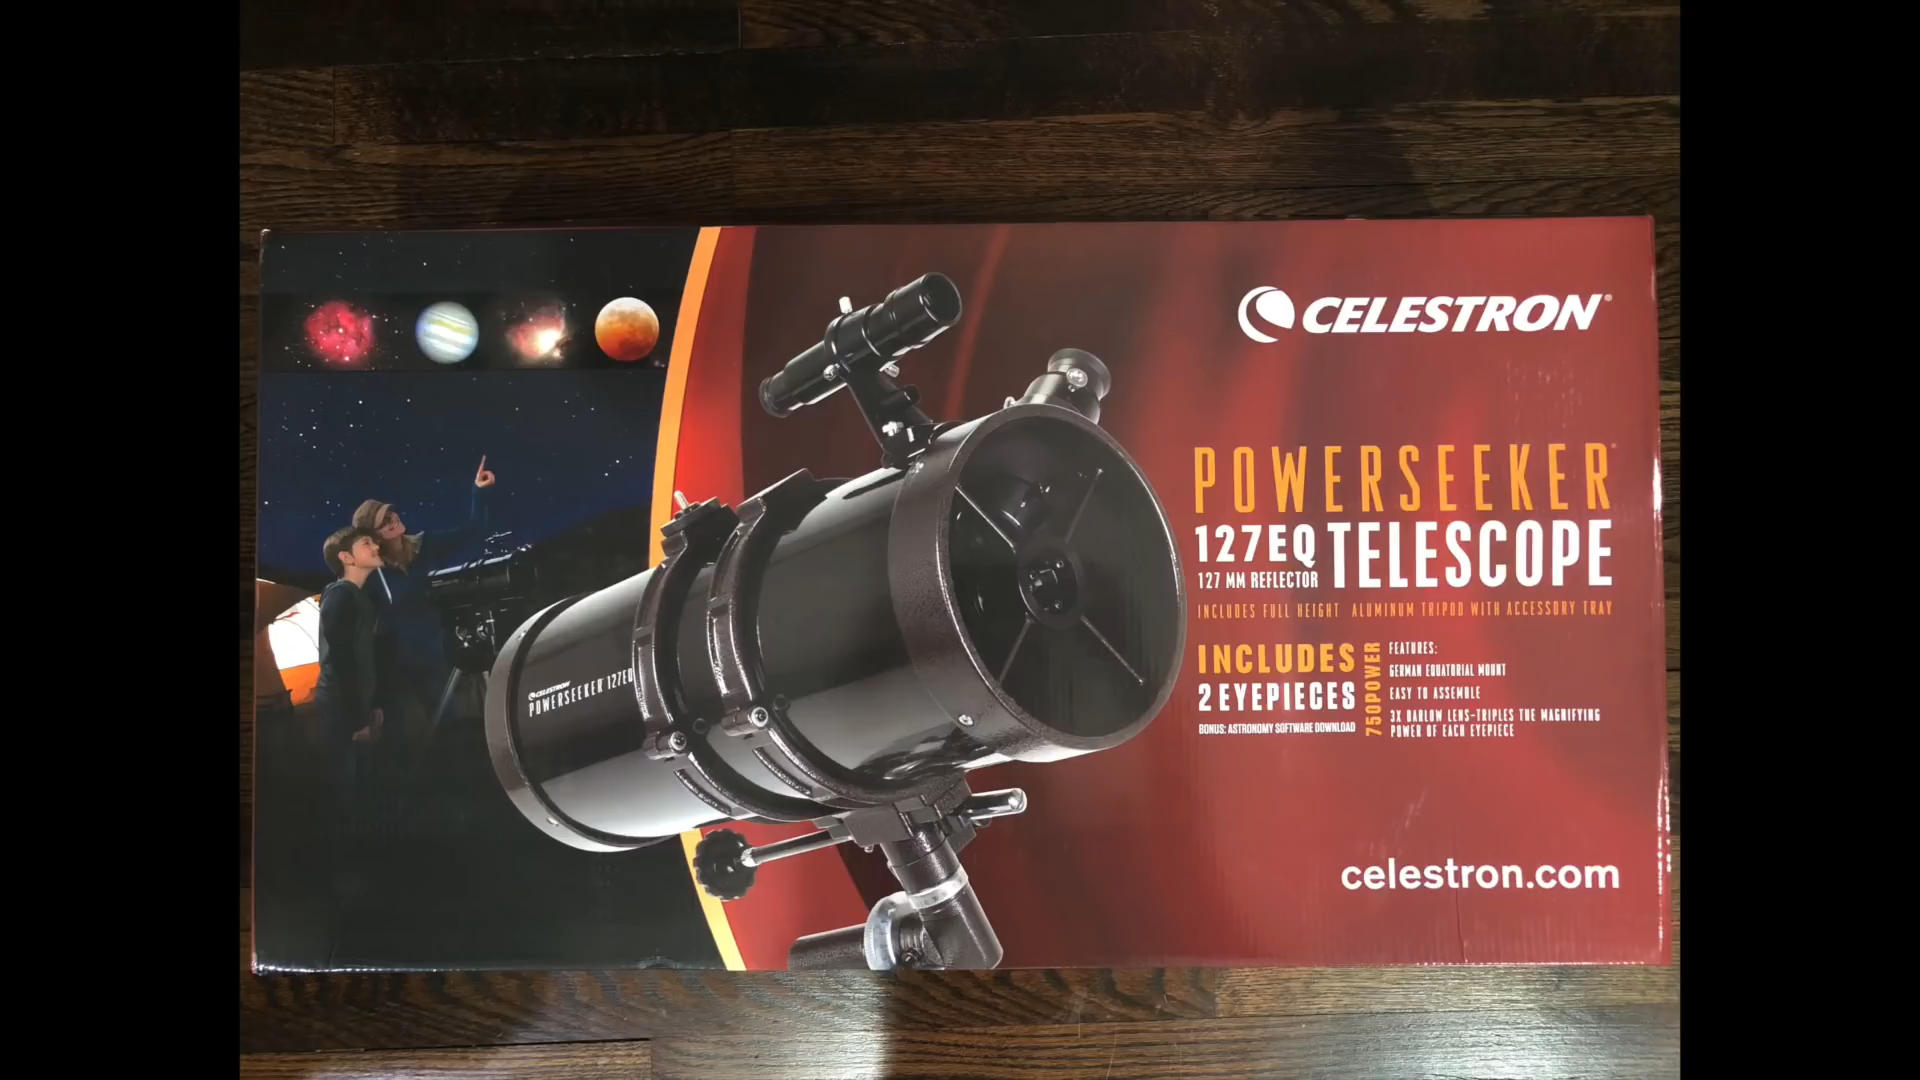 CELESTRON®
POWERSEEKER®
127EQ TELESCOPE
127 MM REFLECTOR
INCLUDES FULL HEIGHT ALUMINUM TRIPOD WITH ACCESSORY TRAY
INCLUDES
2 EYEPIECES
BONUS: ASTRONOMY SOFTWARE DOWNLOAD
750POWER
FEATURES:
GERMAN EQUATORIAL MOUNT
EASY TO ASSEMBLE
3X BARLOW LENS-TRIPLES THE MAGNIFYING
POWER OF EACH EYEPIECE
CELESTRON
POWERSEEKER 127EQ
celestron.com